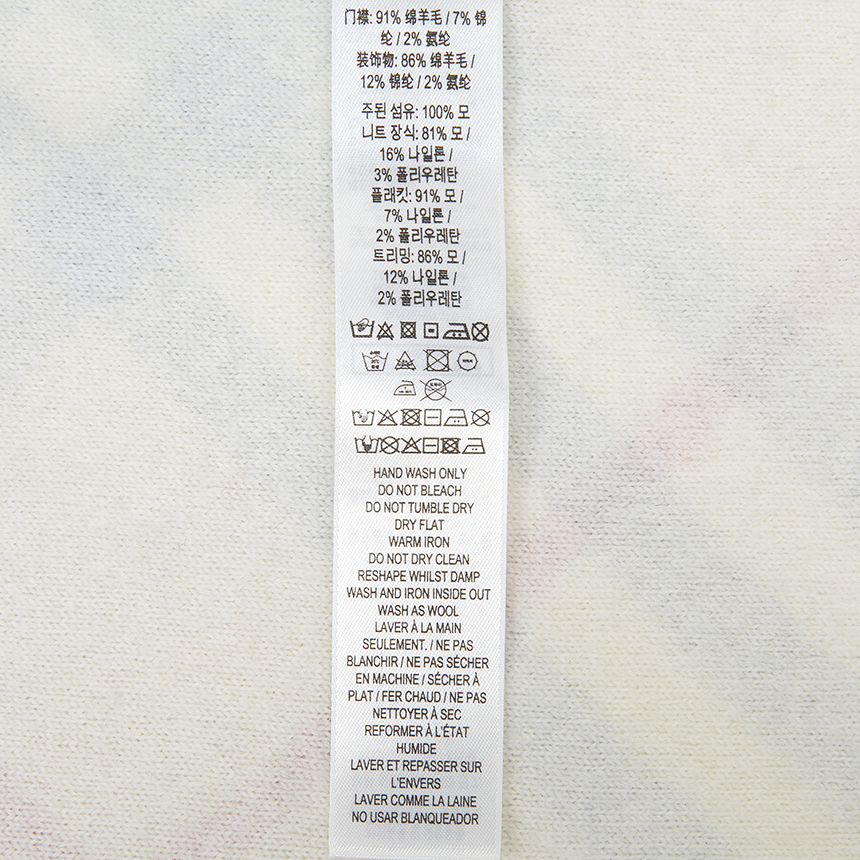 门襟: 91% 绵羊毛 / 7% 锦
纶 / 2% 氨纶
装饰物: 86% 绵羊毛 /
12% 锦纶 / 2% 氨纶
주된 섬유: 100% 모
니트 장식: 81% 모 /
16% 나일론 /
3% 폴리우레탄
플래킷: 91% 모 /
7% 나일론 /
2% 폴리우레탄
트리밍: 86% 모 /
12% 나일론 /
2% 폴리우레탄
HAND WASH ONLY
DO NOT BLEACH
DO NOT TUMBLE DRY
DRY FLAT
WARM IRON
DO NOT DRY CLEAN
RESHAPE WHILST DAMP
WASH AND IRON INSIDE OUT
WASH AS WOOL
LAVER À LA MAIN
SEULEMENT. / NE PAS
BLANCHIR / NE PAS SÉCHER
EN MACHINE / SÉCHER À
PLAT / FER CHAUD / NE PAS
NETTOYER À SEC
REFORMER À L'ÉTAT
HUMIDE
LAVER ET REPASSER SUR
L'ENVERS
LAVER COMME LA LAINE
NO USAR BLANQUEADOR